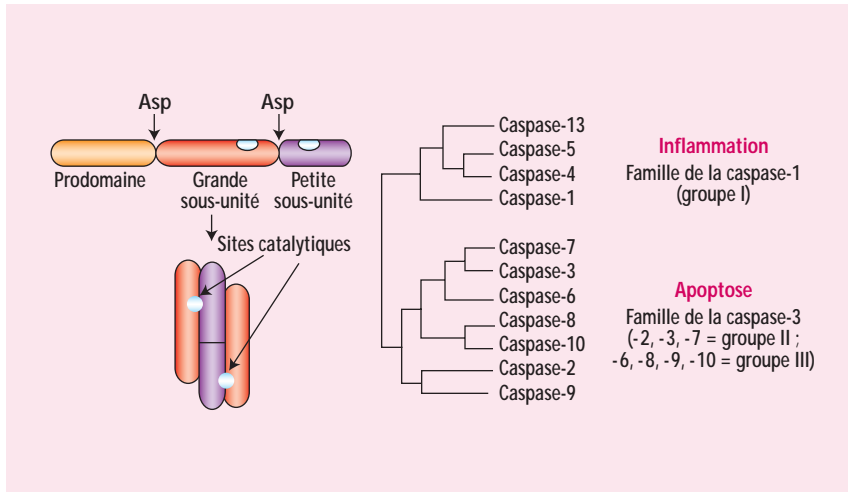 Asp
Asp
Prodomaine
Grande
sous-unité
Petite
sous-unité
Sites catalytiques
Caspase-13
Caspase-5
Caspase-4
Caspase-1
Caspase-7
Caspase-3
Caspase-6
Caspase-8
Caspase-10
Caspase-2
Caspase-9
Inflammation
Famille de la caspase-1
(groupe I)
Apoptose
Famille de la caspase-3
(-2, -3, -7 = groupe II ;
-6, -8, -9, -10 = groupe III)